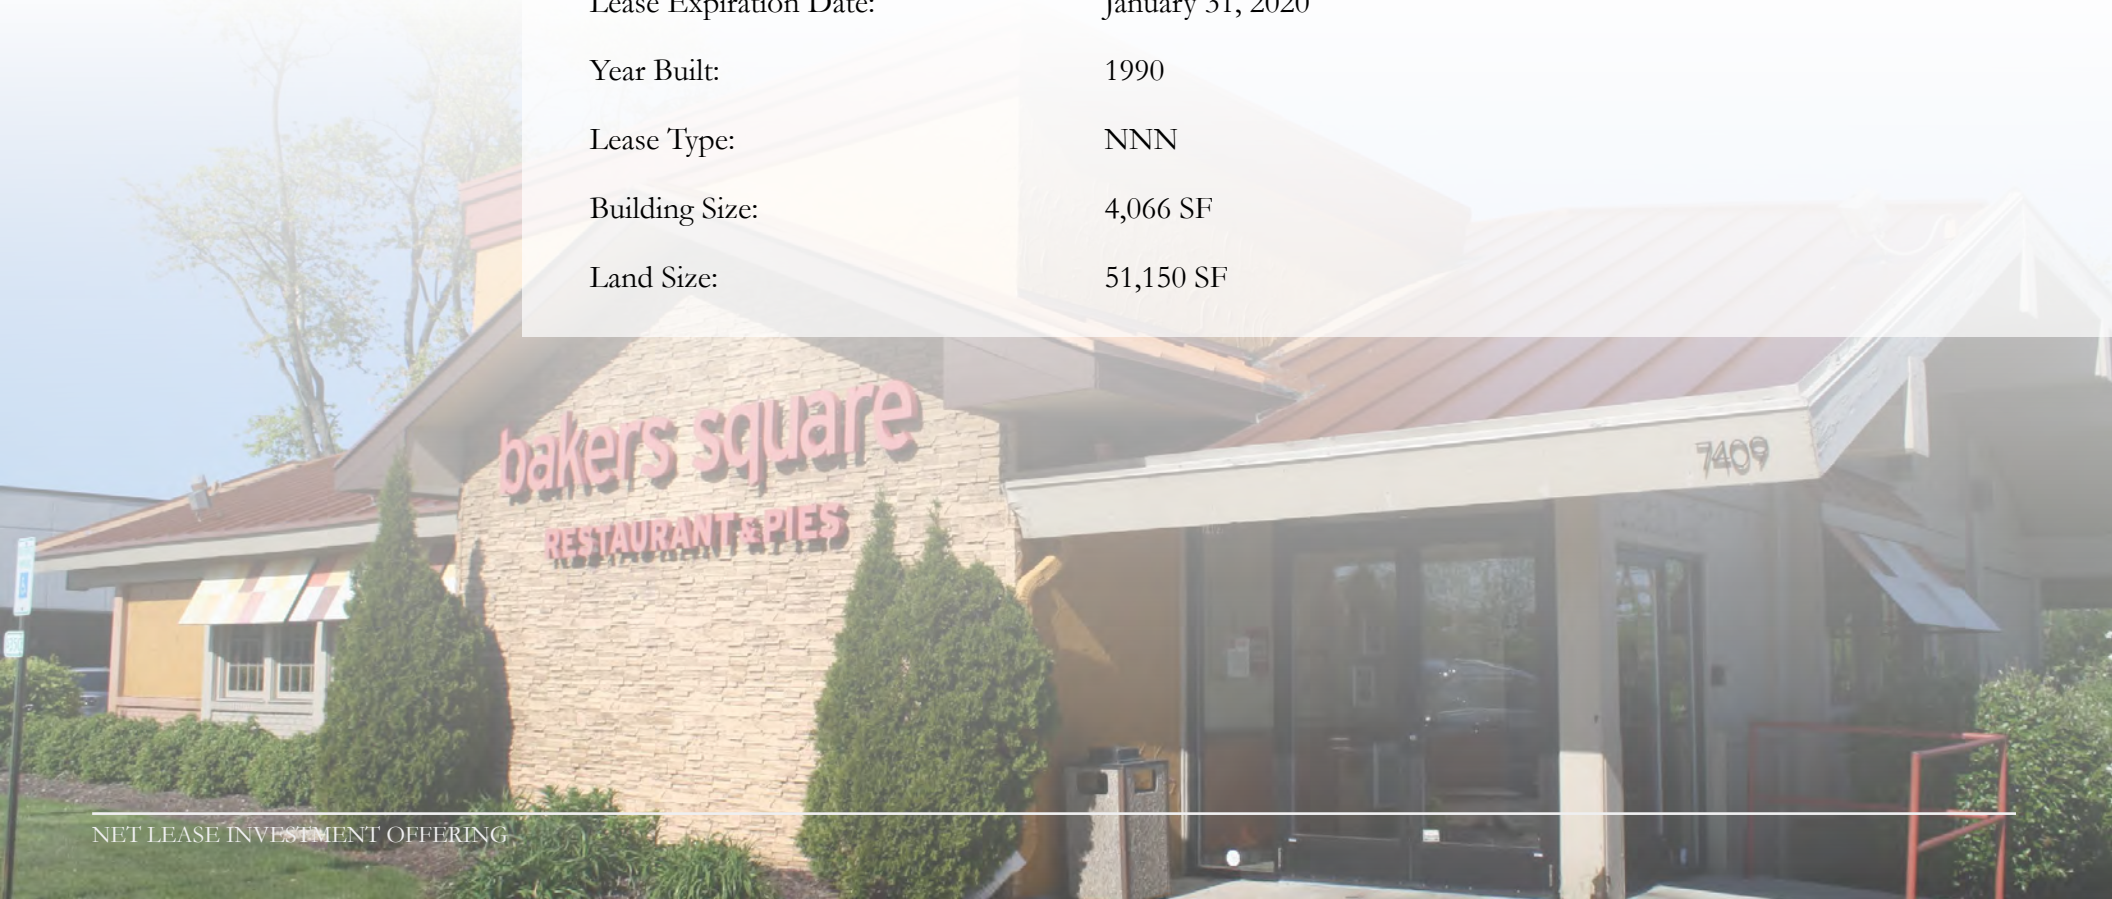 Lease Expiration Date: January 31, 2020
Year Built: 1990
Lease Type: NNN
Building Size: 4,066 SF
Land Size: 51,150 SF
bakers square
RESTAURANT & PIES
7409
NET LEASE INVESTMENT OFFERING